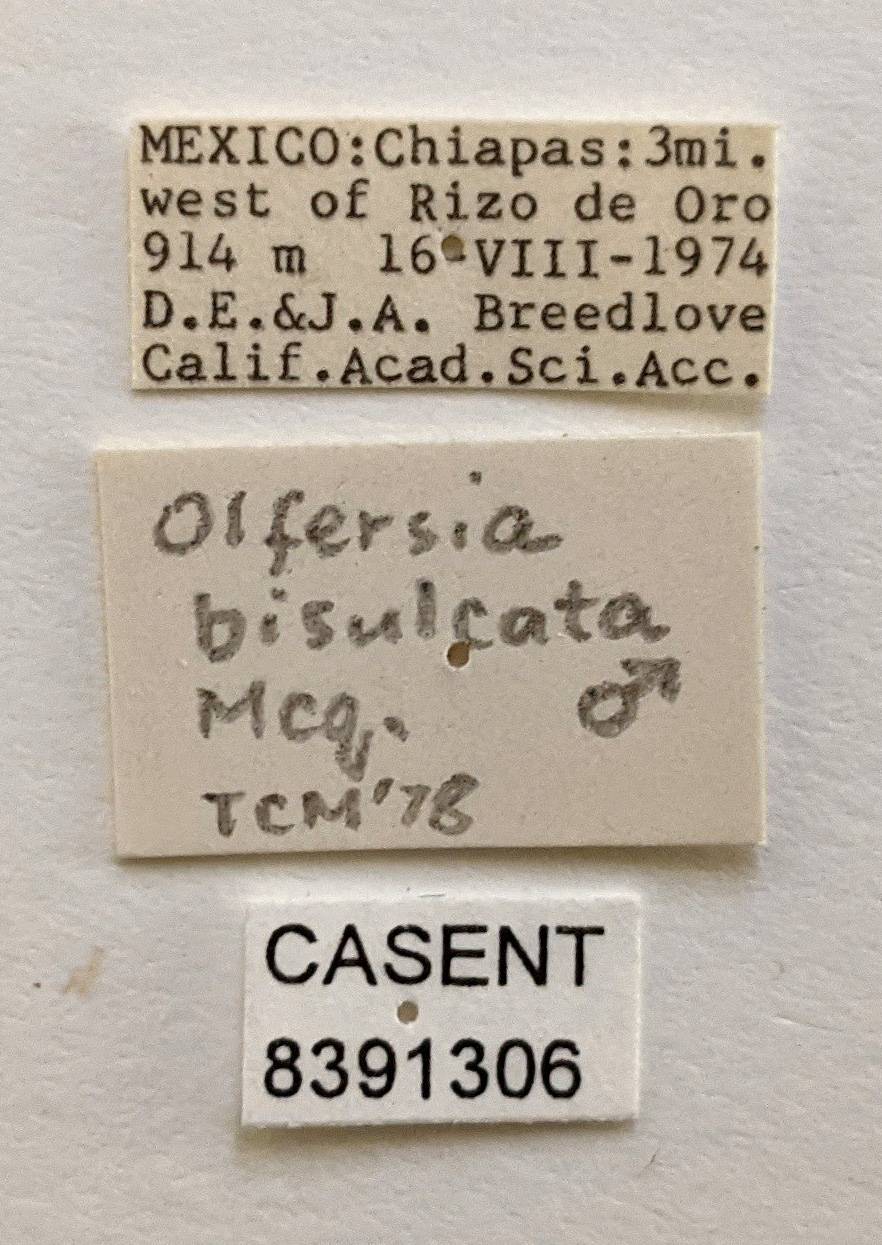 MEXICO:Chiapas:3mi.
west of Rizo de Oro
914 m 16-VIII-1974
D.E.&J.A. Breedlove
Calif.Acad.Sci.Acc.
Olfersia
bisulcata
Mcq. ♂
TCM'78
CASENT
8391306